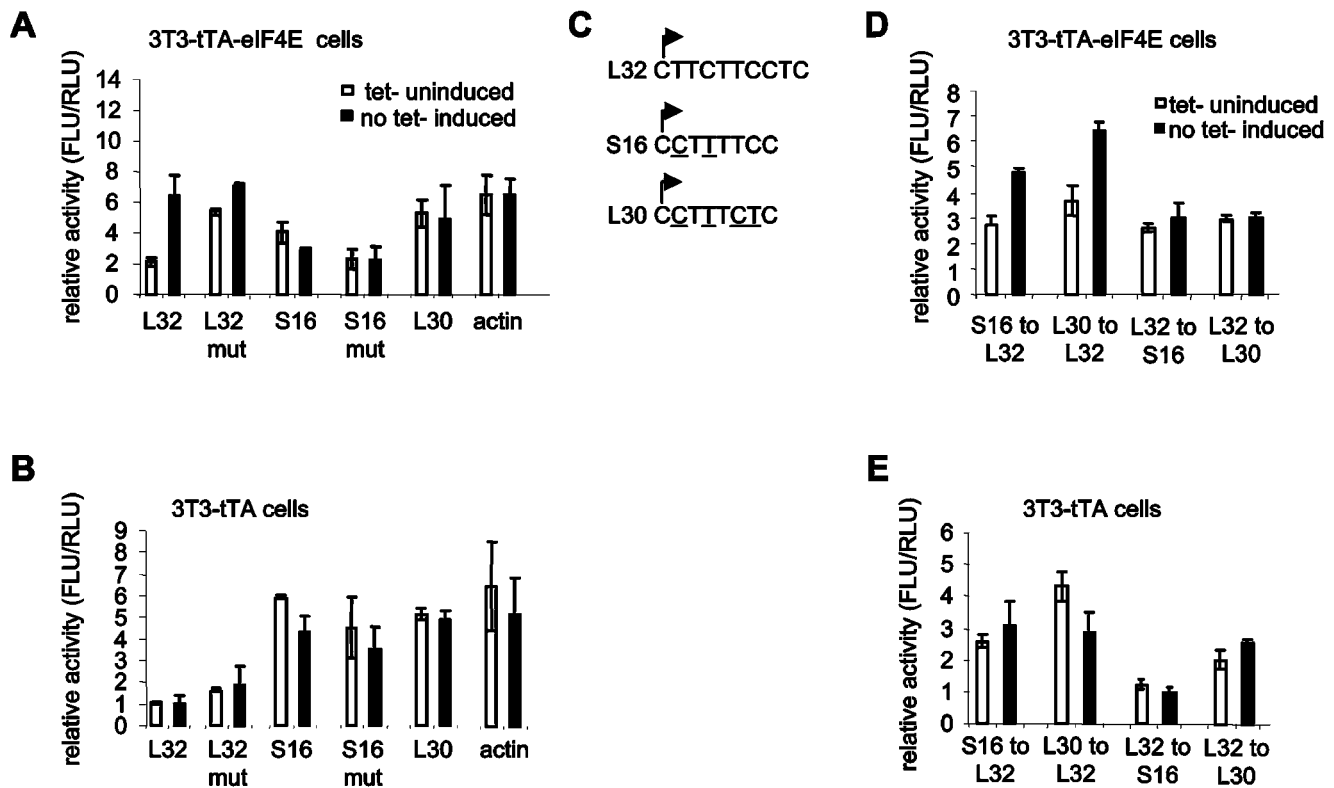 A
3T3-tTA-eIF4E cells
relative activity (FLU/RLU)
14
12
10
8
6
4
2
0
tet- uninduced
no tet- induced
L32
L32 mut
S16
S16 mut
L30
actin
B
3T3-tTA cells
relative activity (FLU/RLU)
9
8
7
6
5
4
3
2
1
0
L32
L32 mut
S16
S16 mut
L30
actin
C
L32 CTTCTTCCTC
S16 CCTTTTCC
L30 CCTTTCTC
D
3T3-tTA-eIF4E cells
relative activity (FLU/RLU)
8
7
6
5
4
3
2
1
0
tet- uninduced
no tet- induced
S16 to L32
L30 to L32
L32 to S16
L32 to L30
E
3T3-tTA cells
relative activity (FLU/RLU)
6
5
4
3
2
1
0
S16 to L32
L30 to L32
L32 to S16
L32 to L30